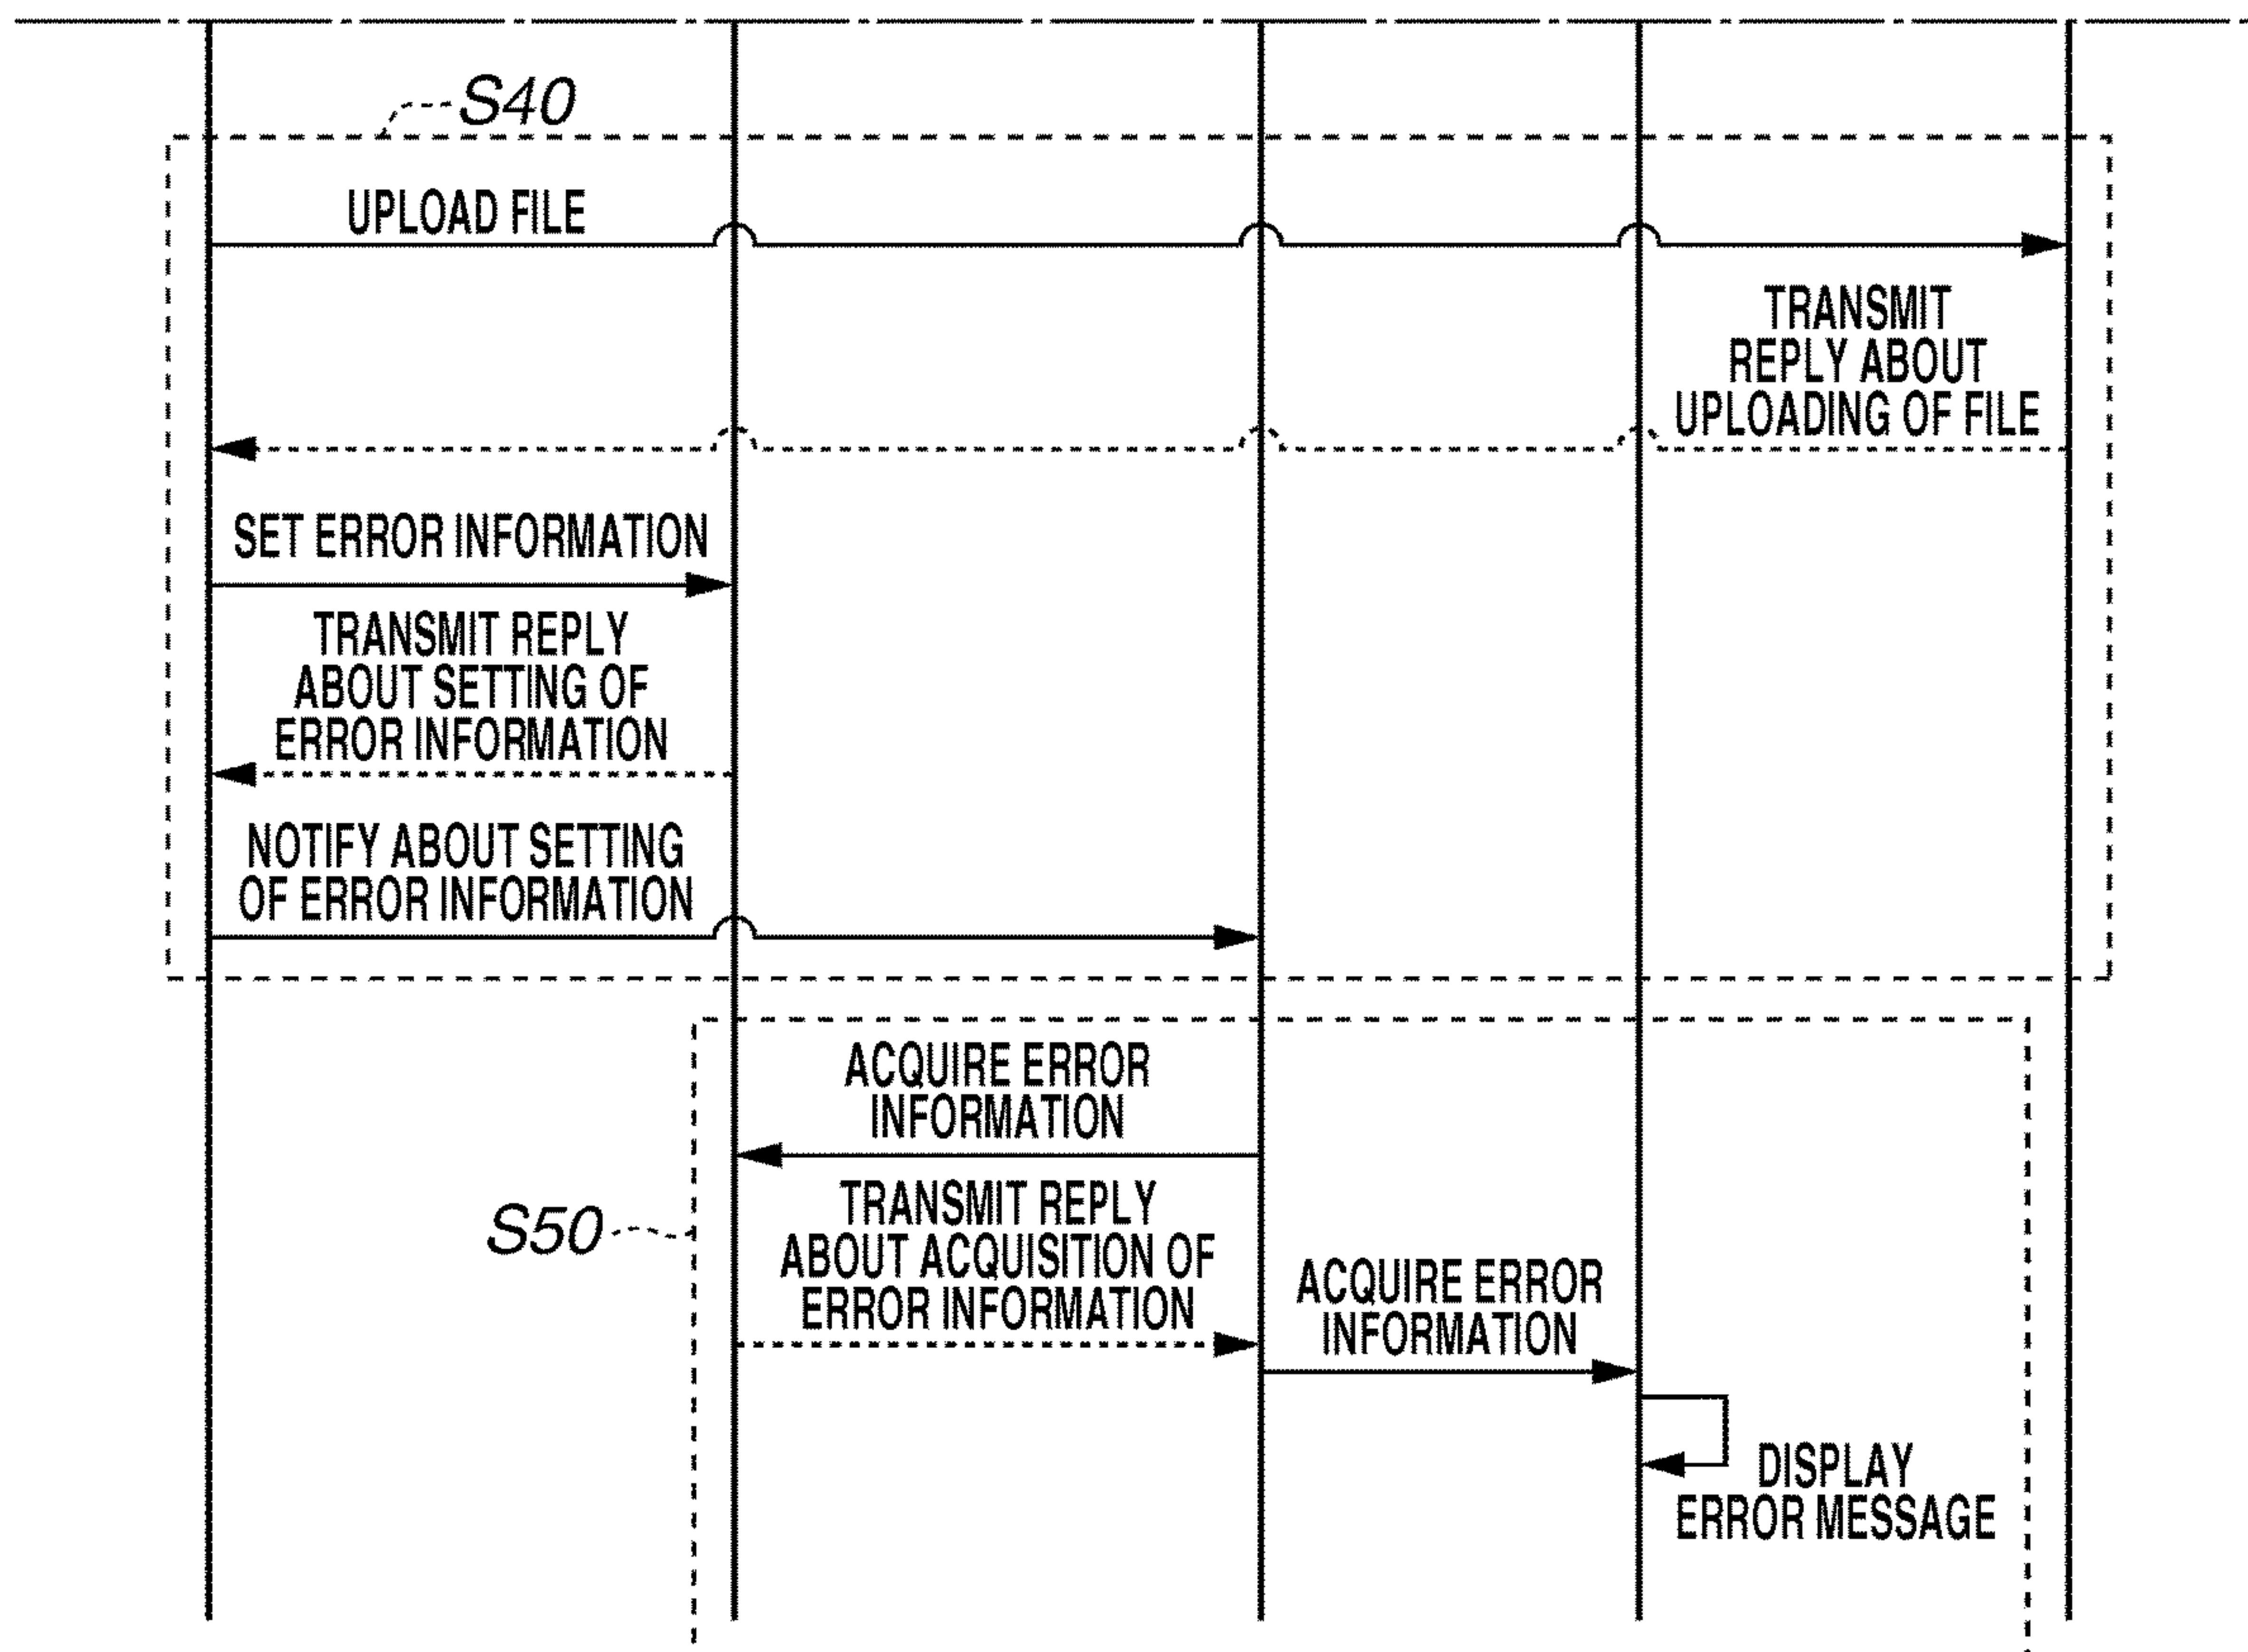 S40
UPLOAD FILE
TRANSMIT
REPLY ABOUT
UPLOADING OF FILE
SET ERROR INFORMATION
TRANSMIT REPLY
ABOUT SETTING OF
ERROR INFORMATION
NOTIFY ABOUT SETTING
OF ERROR INFORMATION
ACQUIRE ERROR
INFORMATION
S50
TRANSMIT REPLY
ABOUT ACQUISITION OF
ERROR INFORMATION
ACQUIRE ERROR
INFORMATION
DISPLAY
ERROR MESSAGE